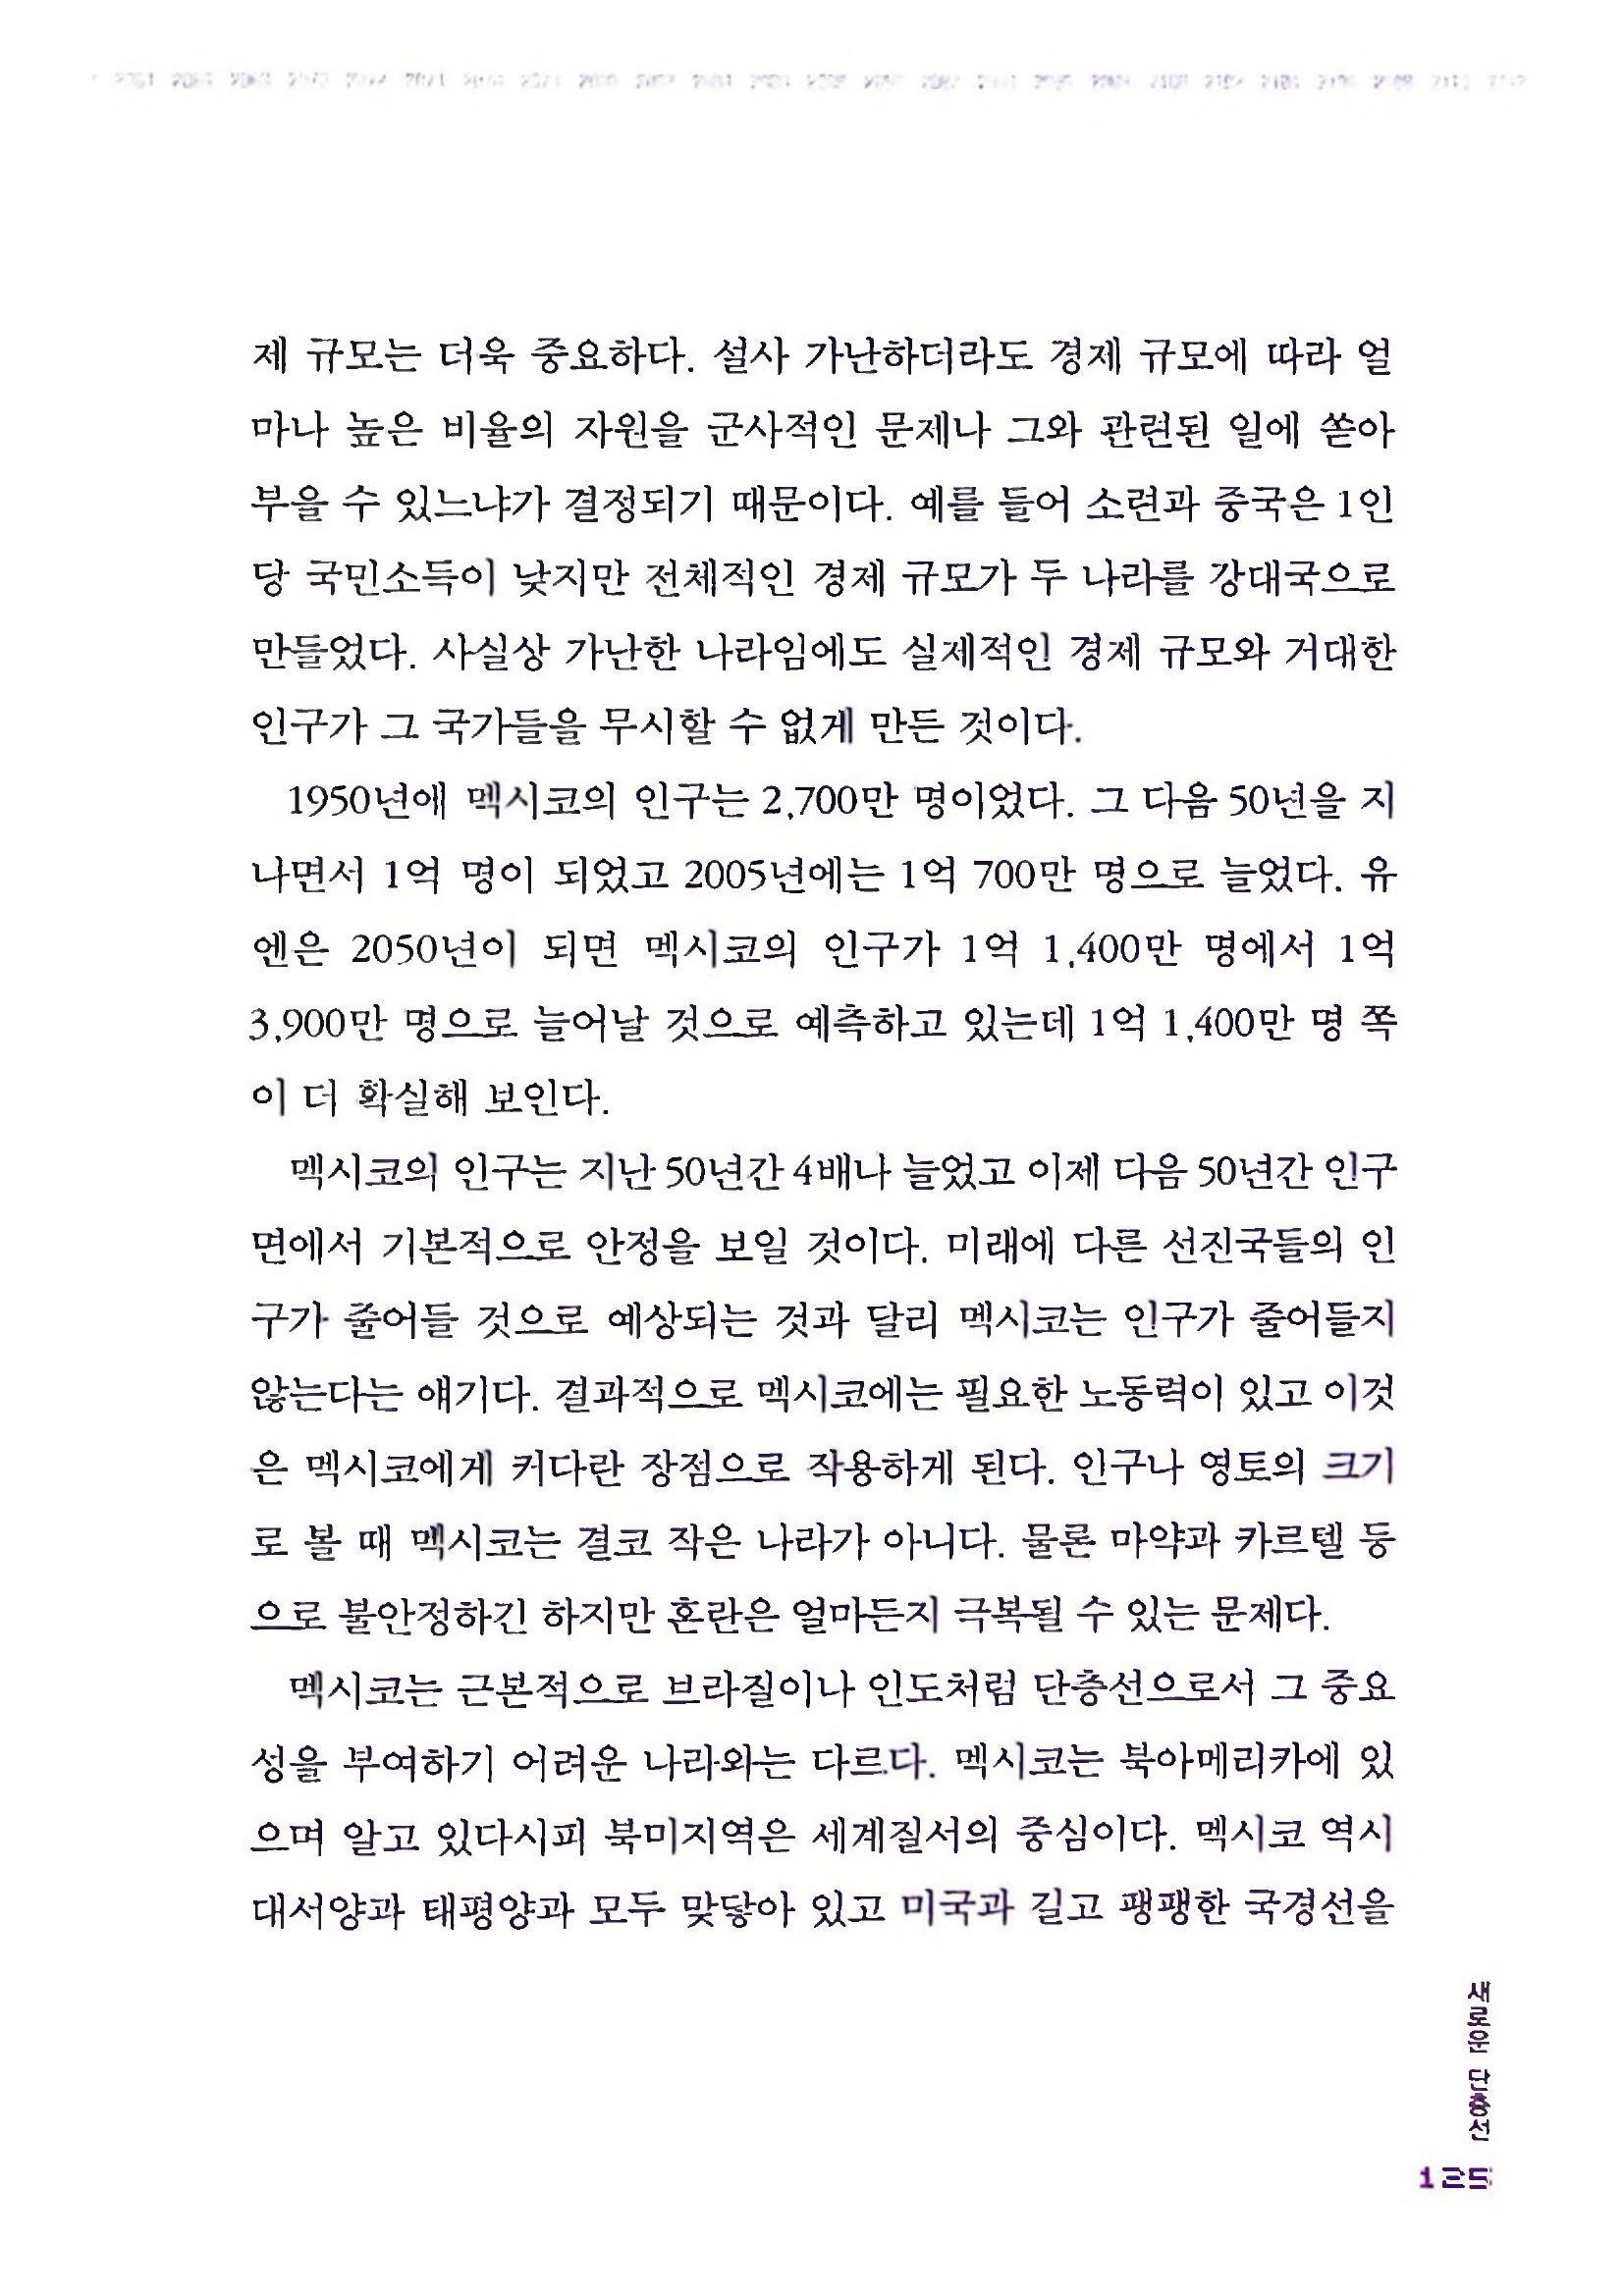 제 규모는 더욱 중요하다. 설사 가난하더라도 경제 규모에 따라 얼
마나 높은 비율의 자원을 군사적인 문제나 그와 관련된 일에 쏟아
부을 수 있느냐가 결정되기 때문이다. 예를 들어 소련과 중국은 1인
당 국민소득이 낮지만 전체적인 경제 규모가 두 나라를 강대국으로
만들었다. 사실상 가난한 나라임에도 실제적인 경제 규모와 거대한
인구가 그 국가들을 무시할 수 없게 만든 것이다.
1950년에 멕시코의 인구는 2,700만 명이었다. 그 다음 50년을 지
나면서 1억 명이 되었고 2005년에는 1억 700만 명으로 늘었다. 유
엔은 2050년이 되면 멕시코의 인구가 1억 1,400만 명에서 1억
3,900만 명으로 늘어날 것으로 예측하고 있는데 1억 1,400만 명 쪽
이 더 확실해 보인다.
멕시코의 인구는 지난 50년간 4배나 늘었고 이제 다음 50년간 인구
면에서 기본적으로 안정을 보일 것이다. 미래에 다른 선진국들의 인
구가 줄어들 것으로 예상되는 것과 달리 멕시코는 인구가 줄어들지
않는다는 얘기다. 결과적으로 멕시코에는 필요한 노동력이 있고 이것
은 멕시코에게 커다란 장점으로 작용하게 된다. 인구나 영토의 크기
로 볼 때 멕시코는 결코 작은 나라가 아니다. 물론 마약과 카르텔 등
으로 불안정하긴 하지만 혼란은 얼마든지 극복될 수 있는 문제다.
멕시코는 근본적으로 브라질이나 인도처럼 단층선으로서 그 중요
성을 부여하기 어려운 나라와는 다르다. 멕시코는 북아메리카에 있
으며 알고 있다시피 북미지역은 세계질서의 중심이다. 멕시코 역시
대서양과 태평양과 모두 맞닿아 있고 미국과 길고 팽팽한 국경선을
새로운 단층선
125